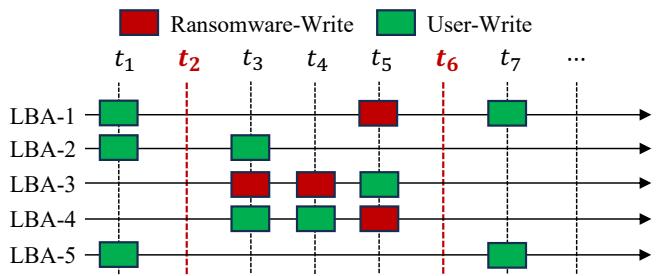 Ransomware-Write User-Write
t₁ t₂ t₃ t₄ t₅ t₆ t₇ ...
LBA-1
LBA-2
LBA-3
LBA-4
LBA-5